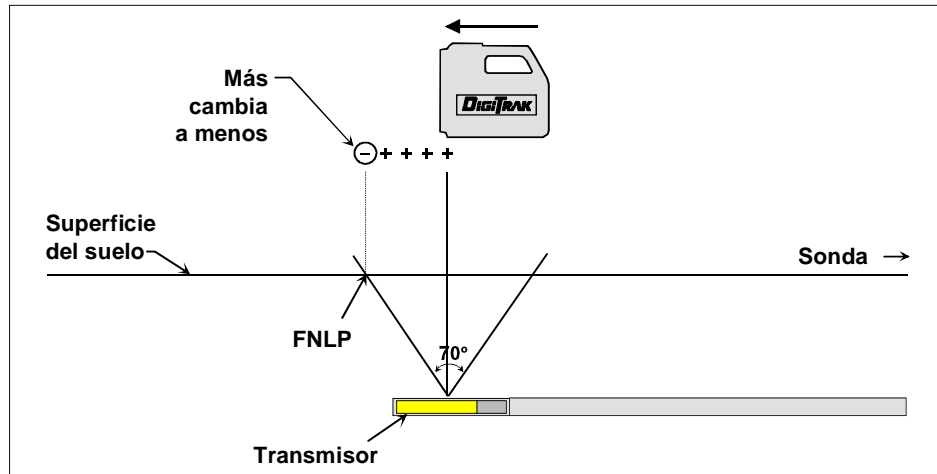 DIGITRAK
Más
cambia
a menos
− + + + +
Superficie
del suelo
Sonda →
FNLP
70°
Transmisor